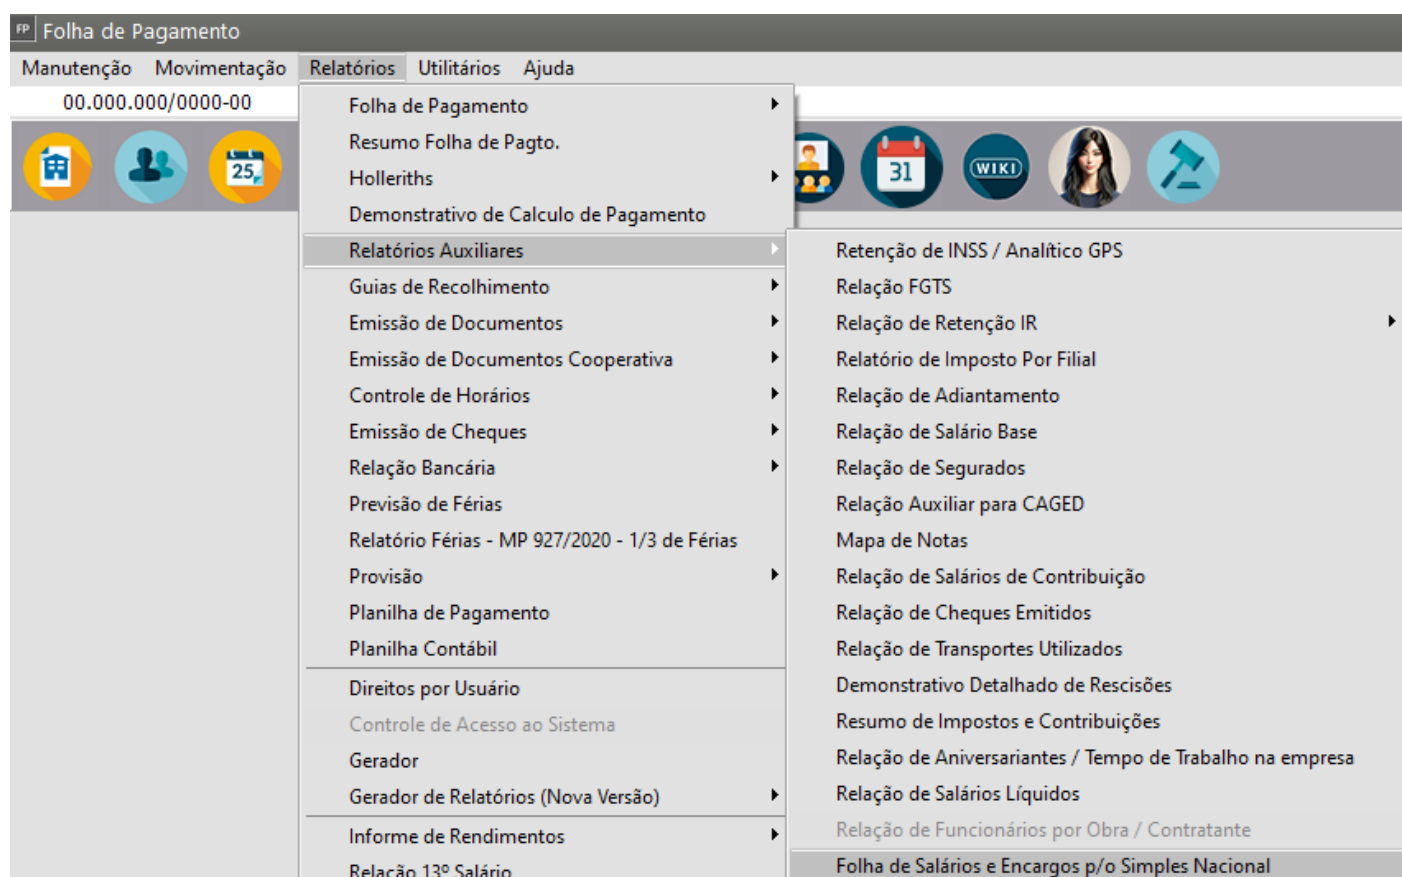 FP Folha de Pagamento
Manutenção Movimentação Relatórios Utilitários Ajuda
00.000.000/0000-00
25
31
WIKI
Folha de Pagamento
Resumo Folha de Pagto.
Holleriths
Demonstrativo de Calculo de Pagamento
Relatórios Auxiliares
Guias de Recolhimento
Emissão de Documentos
Emissão de Documentos Cooperativa
Controle de Horários
Emissão de Cheques
Relação Bancária
Previsão de Férias
Relatório Férias - MP 927/2020 - 1/3 de Férias
Provisão
Planilha de Pagamento
Planilha Contábil
Direitos por Usuário
Controle de Acesso ao Sistema
Gerador
Gerador de Relatórios (Nova Versão)
Informe de Rendimentos
Relação 13º Salário
Retenção de INSS / Analítico GPS
Relação FGTS
Relação de Retenção IR
Relatório de Imposto Por Filial
Relação de Adiantamento
Relação de Salário Base
Relação de Segurados
Relação Auxiliar para CAGED
Mapa de Notas
Relação de Salários de Contribuição
Relação de Cheques Emitidos
Relação de Transportes Utilizados
Demonstrativo Detalhado de Rescisões
Resumo de Impostos e Contribuições
Relação de Aniversariantes / Tempo de Trabalho na empresa
Relação de Salários Líquidos
Relação de Funcionários por Obra / Contratante
Folha de Salários e Encargos p/o Simples Nacional